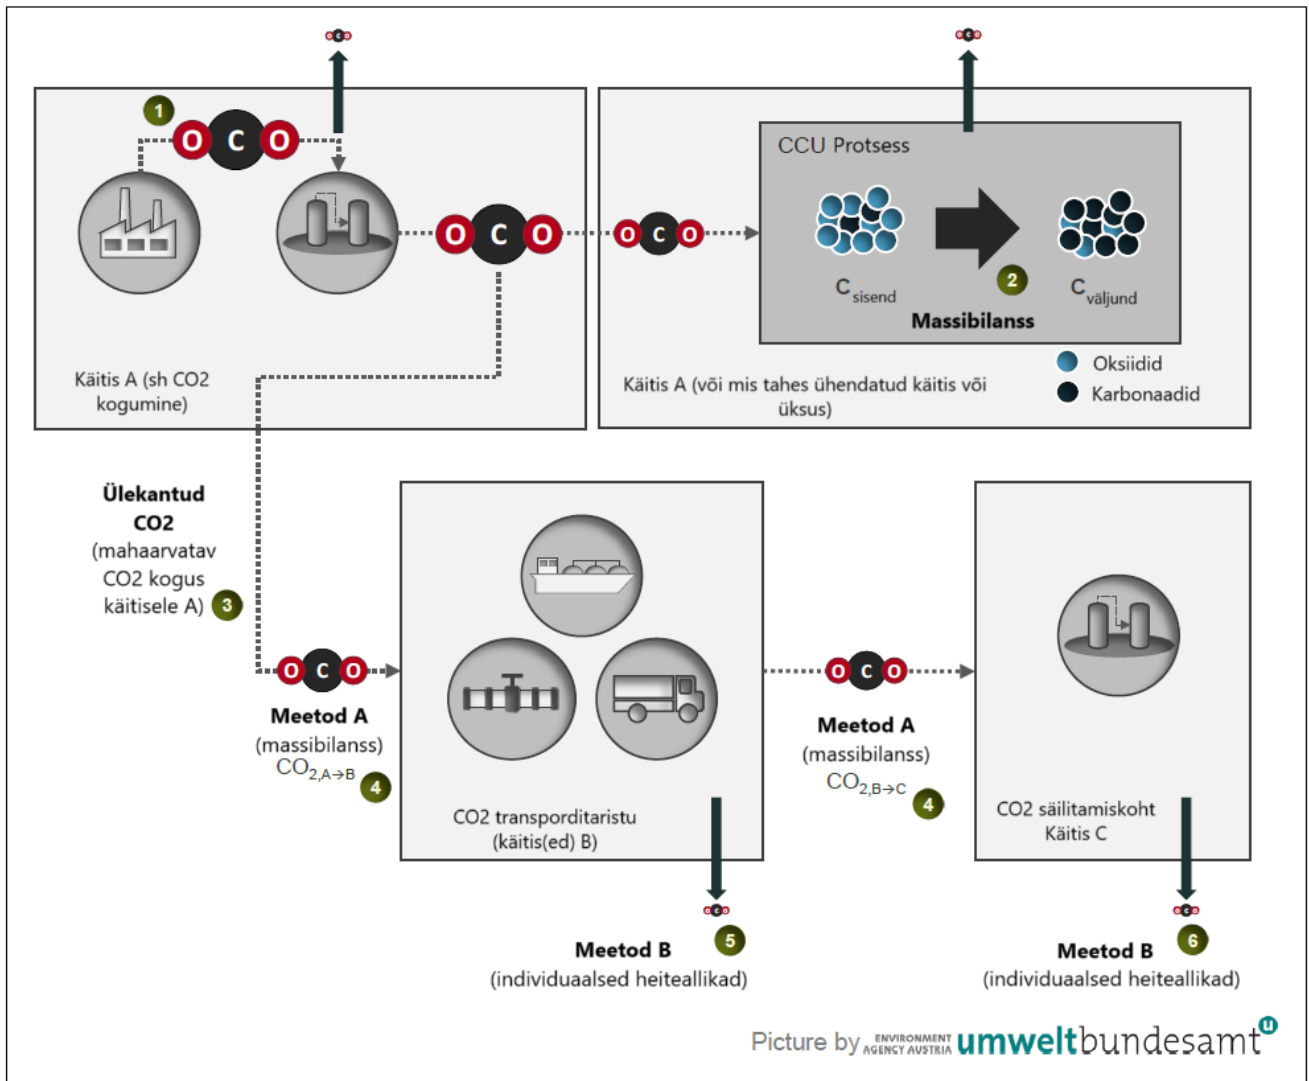 O C O
O C O
1
O C O
CCU Protsess
O C O
O C O
C sisend
2
C väljund
Massibilanss
Oksiidid
Karbonaadid
Käitis A (sh CO2
kogumine)
Käitis A (või mis tahes ühendatud käitis või
üksus)
Ülekantud
CO2
(mahaarvatav
CO2 kogus
käitisele A)
3
O C O
Meetod A
(massibilanss)
CO2,A→B
4
CO2 transporditaristu
(käitis(ed) B)
O C O
Meetod A
(massibilanss)
CO2,B→C
4
CO2 säilitamiskoht
Käitis C
O C O
5
Meetod B
(individuaalsed heiteallikad)
O C O
6
Meetod B
(individuaalsed heiteallikad)
Picture by ENVIRONMENT AGENCY AUSTRIA umweltbundesamt u